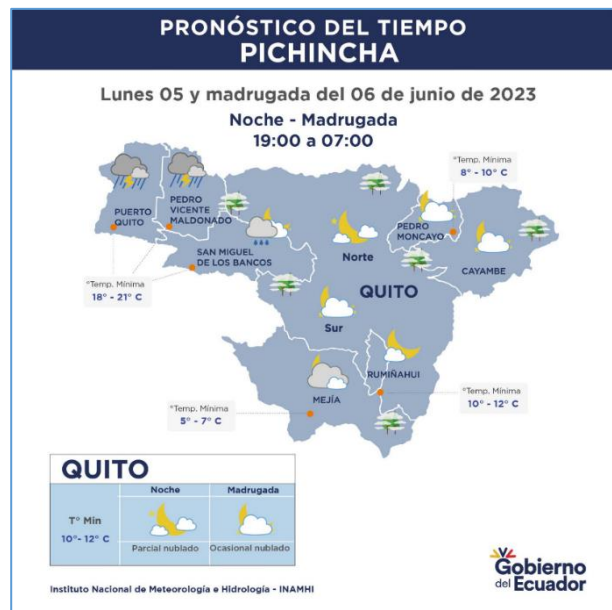 PRONÓSTICO DEL TIEMPO
PICHINCHA
Lunes 05 y madrugada del 06 de junio de 2023
Noche - Madrugada
19:00 a 07:00
*Temp. Mínima
8° - 10° C
PUERTO
QUITO
PEDRO
VICENTE
MALDONADO
SAN MIGUEL
DE LOS BANCOS
*Temp. Mínima
18° - 21° C
Norte
PEDRO
MONCAYO
CAYAMBE
QUITO
Sur
RUMIÑAHUI
MEJÍA
*Temp. Mínima
5° - 7° C
*Temp. Mínima
10° - 12° C
QUITO
Noche
Madrugada
T° Mín
10°- 12° C
Parcial nublado
Ocasional nublado
Instituto Nacional de Meteorología e Hidrología - INAMHI
Gobierno
del Ecuador